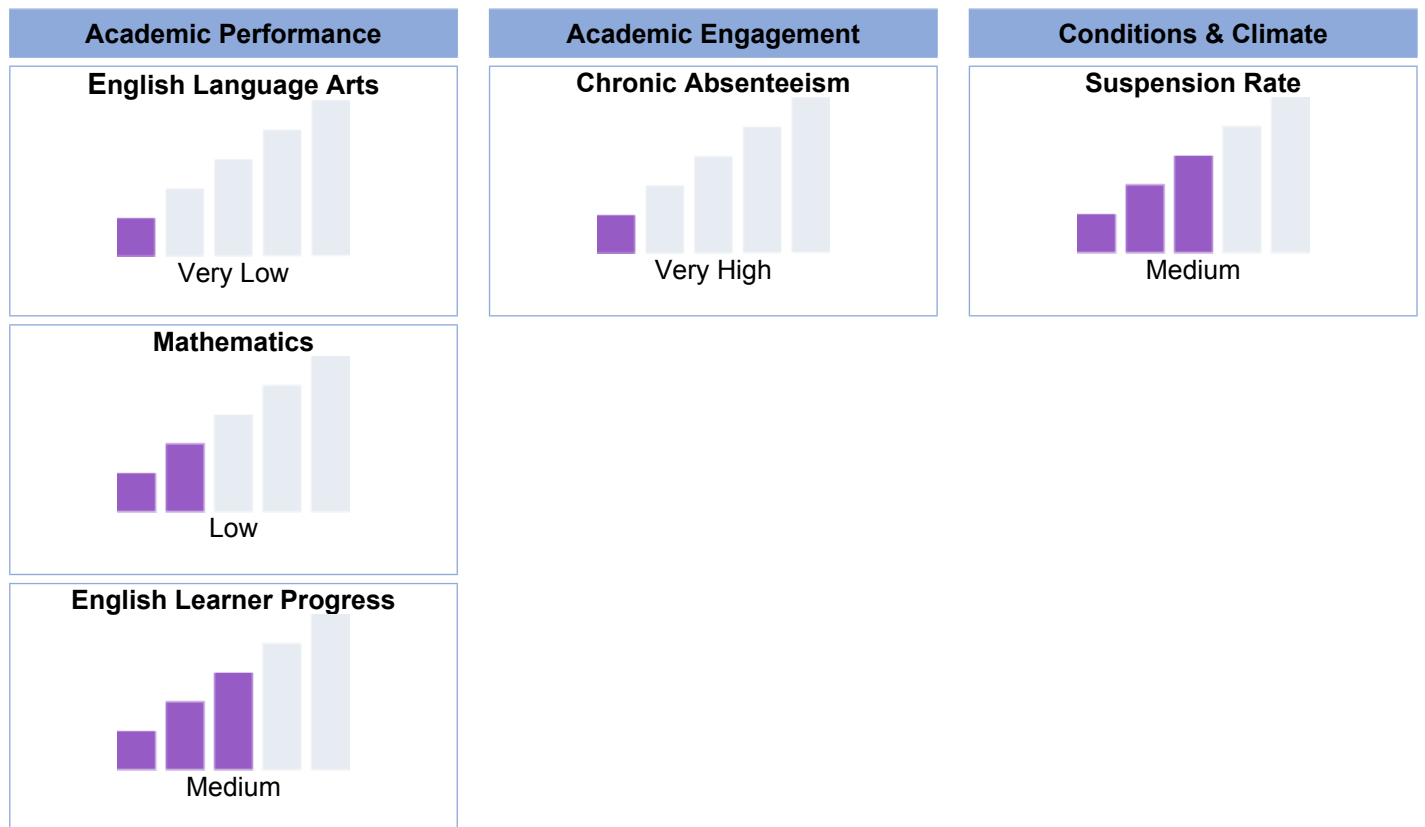 Academic Performance
Academic Engagement
Conditions & Climate
English Language Arts
Very Low
Chronic Absenteeism
Very High
Suspension Rate
Medium
Mathematics
Low
English Learner Progress
Medium